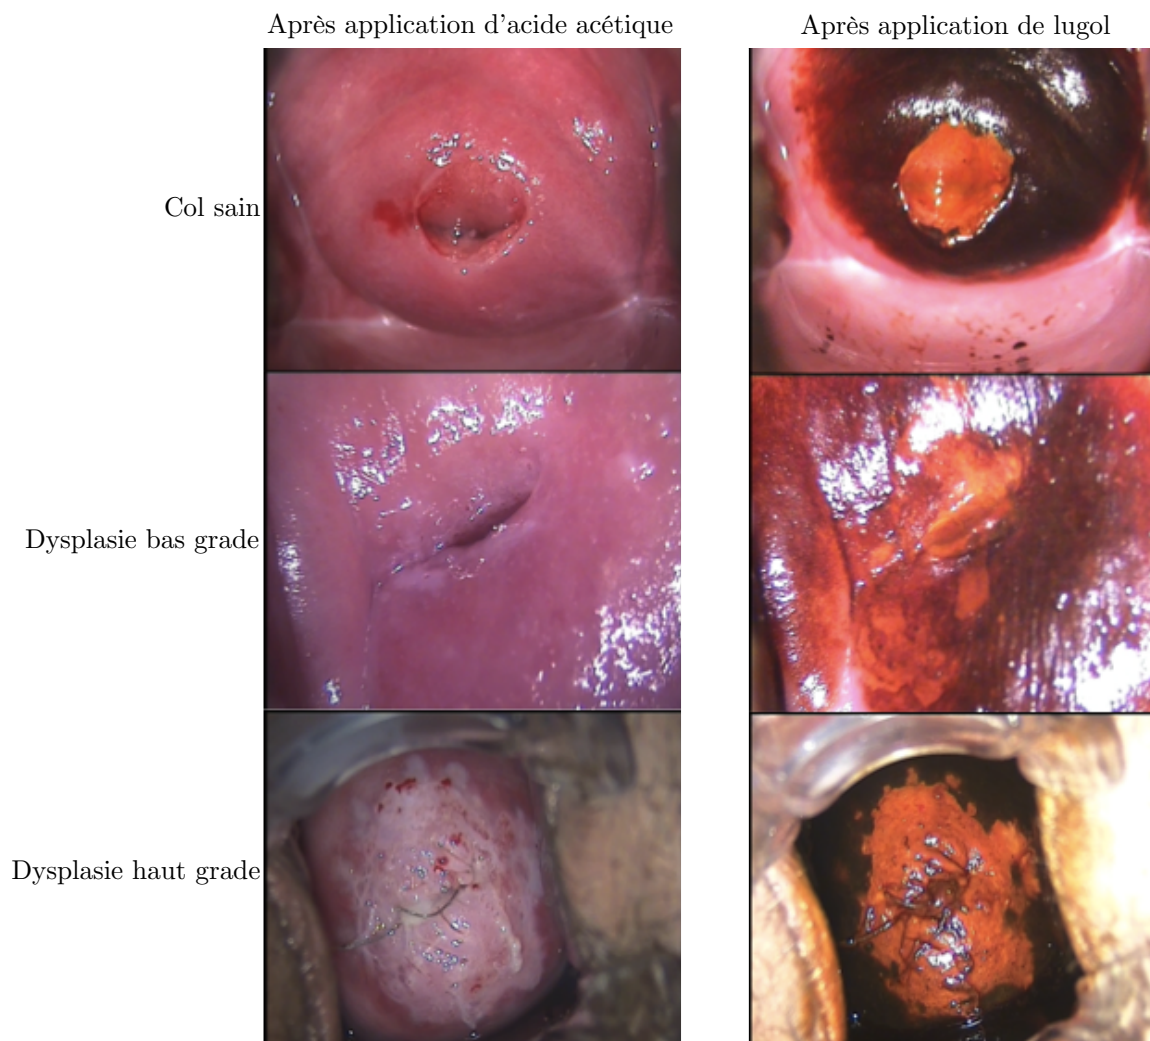 Après application d'acide acétique
Après application de lugol
Col sain
Dysplasie bas grade
Dysplasie haut grade